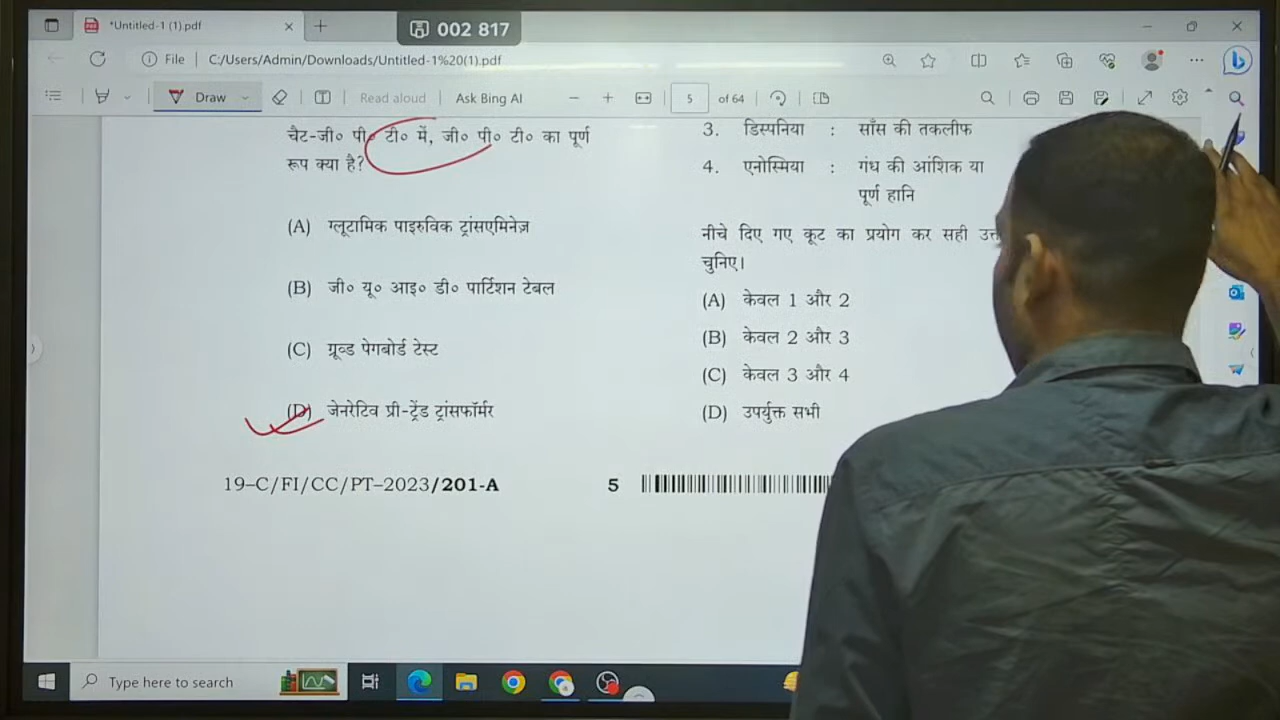 *Untitled-1 (1).pdf
002 817
File
C:/Users/Admin/Downloads/Untitled-1%20(1).pdf
Draw
Read aloud
Ask Bing AI
5
of 64
चैट-जी० पी० टी० में, जी० पी० टी० का पूर्ण
रूप क्या है?
(A) ग्लूटामिक पाइरुविक ट्रांसएमिनेज़
(B) जी० यू० आइ० डी० पार्टिशन टेबल
(C) ग्रूव्ड पेगबोर्ड टेस्ट
(D) जेनरेटिव प्री-ट्रेंड ट्रांसफॉर्मर
3. डिस्पनिया : साँस की तकलीफ
4. एनोस्मिया : गंध की आंशिक या
पूर्ण हानि
नीचे दिए गए कूट का प्रयोग कर सही
चुनिए।
(A) केवल 1 और 2
(B) केवल 2 और 3
(C) केवल 3 और 4
(D) उपर्युक्त सभी
19–C/FI/CC/PT–2023/201-A
5
Type here to search